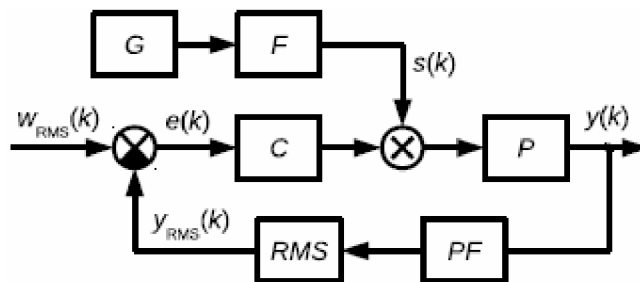 G
F
s(k)
w_RMS(k)
e(k)
C
P
y(k)
y_RMS(k)
RMS
PF